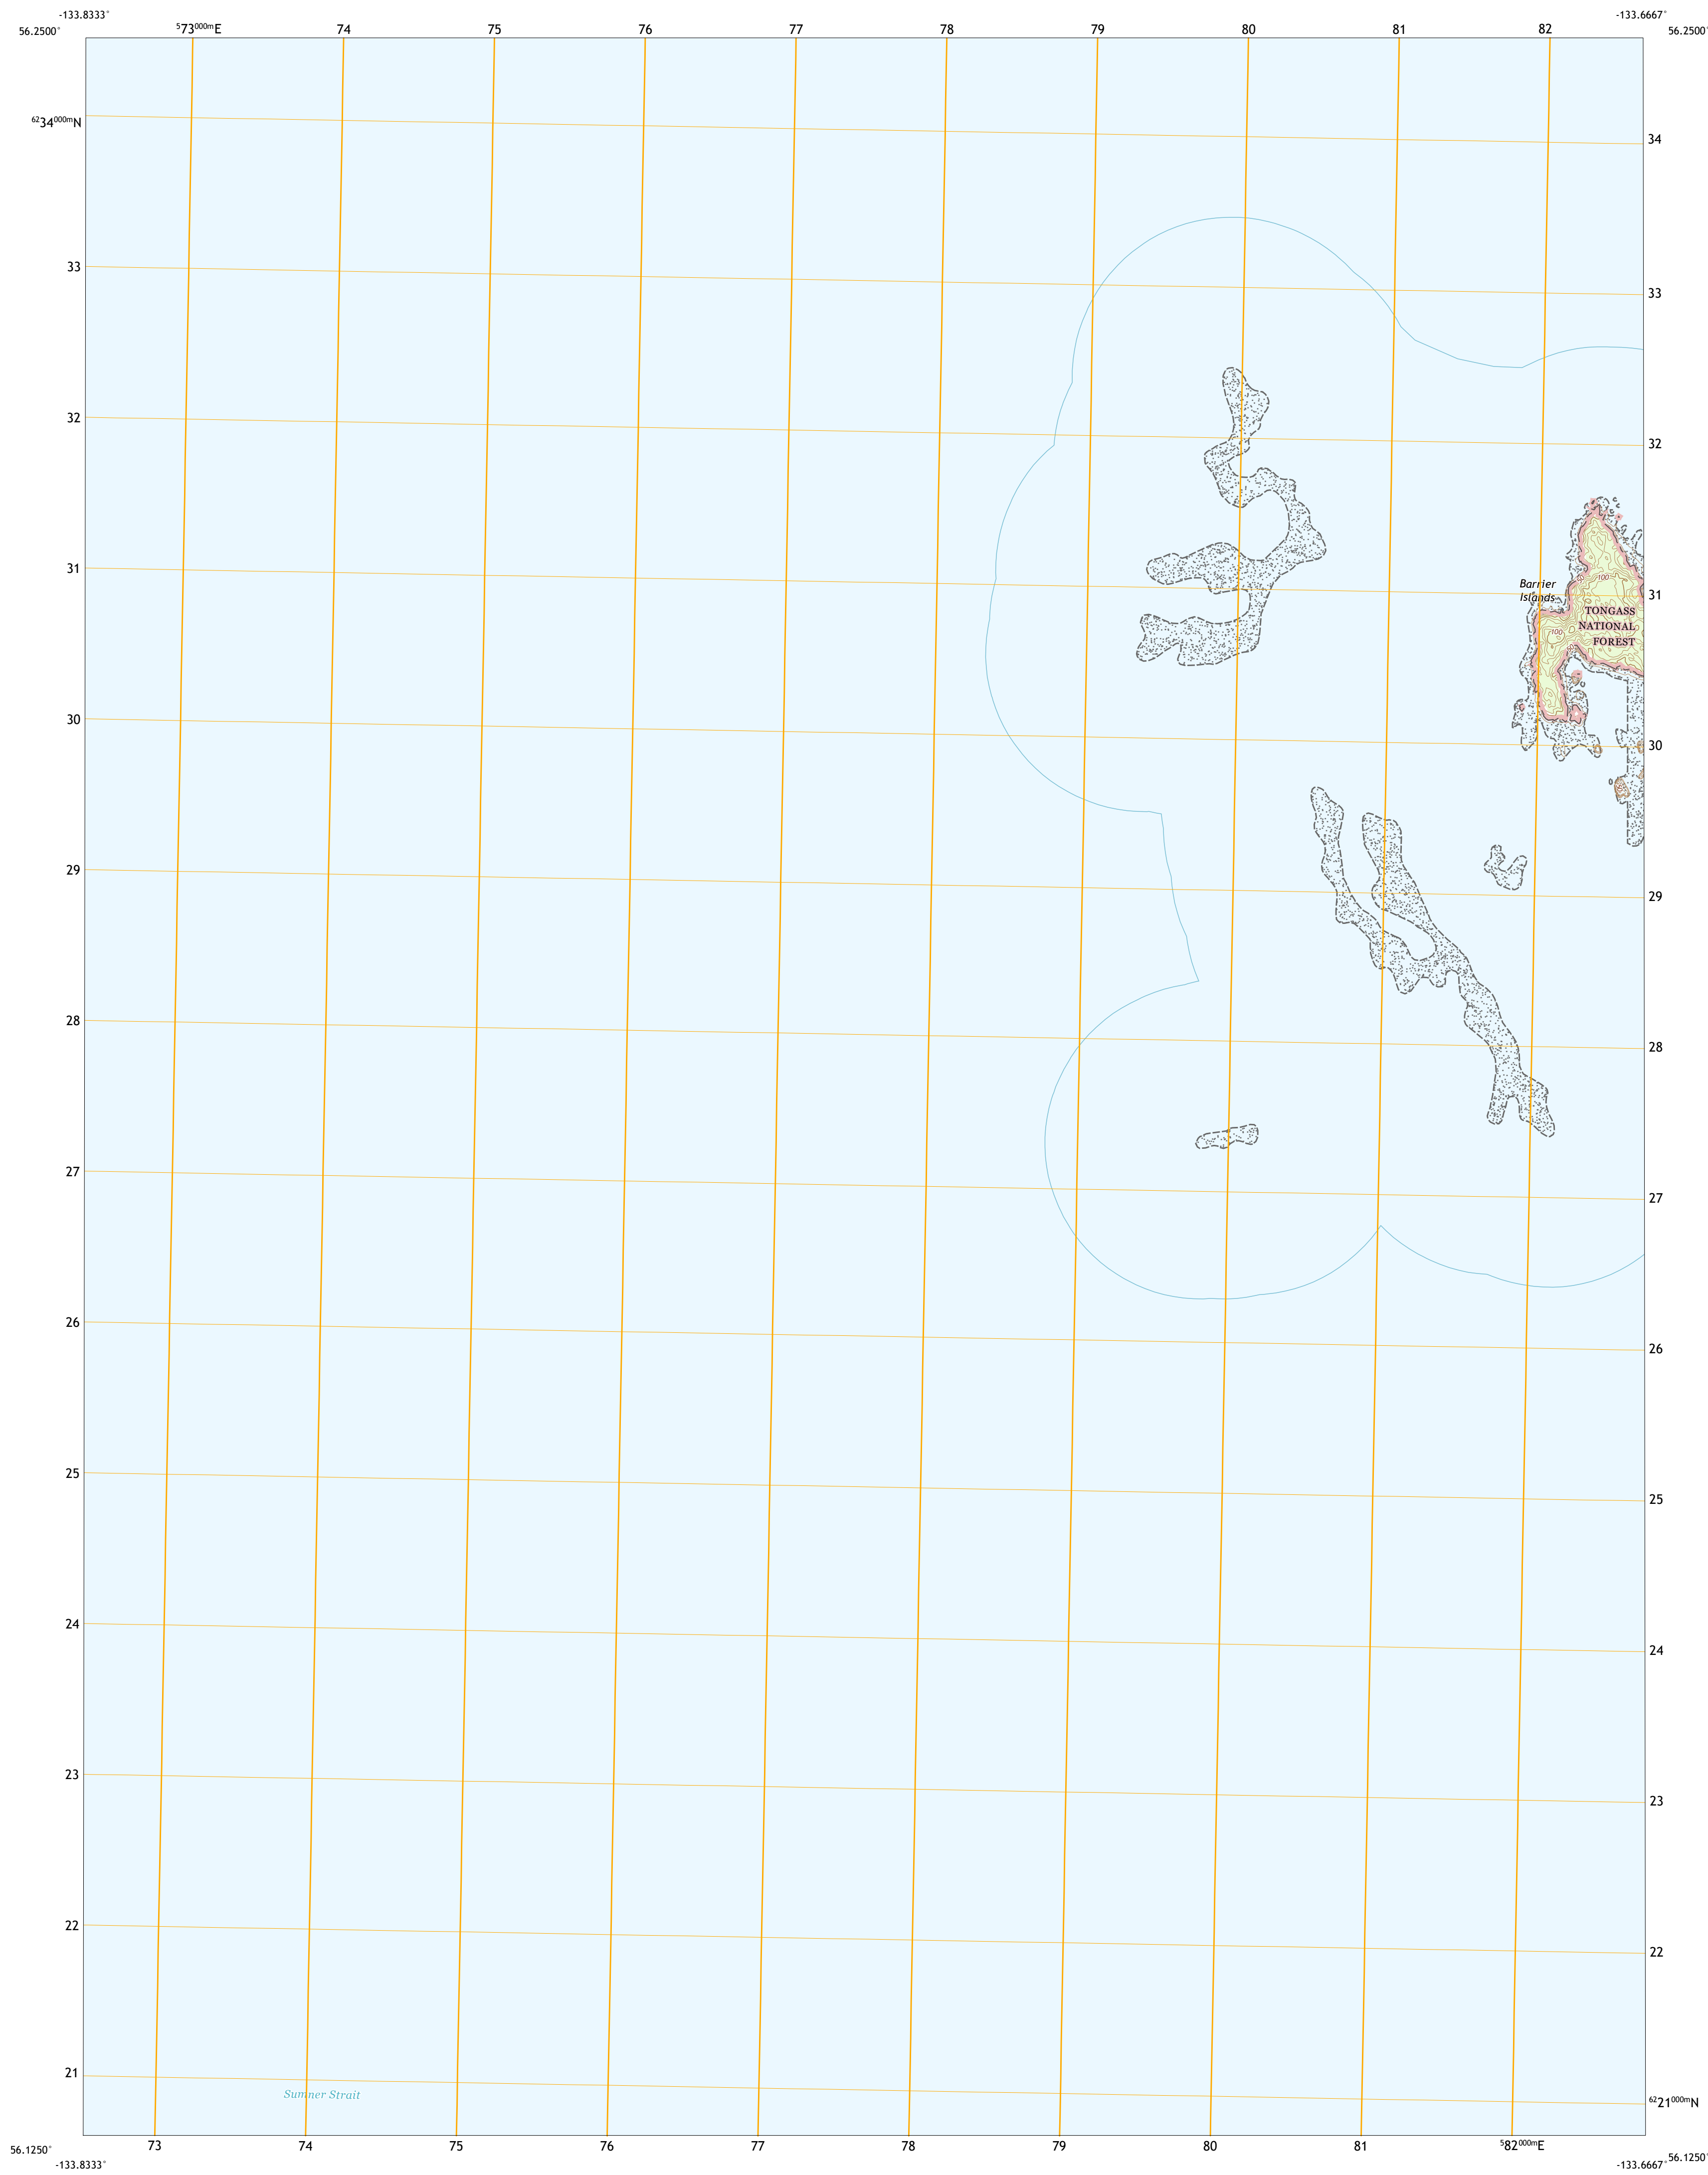 -133.8333° -133.6667°
56.2500° ⁵73⁰⁰⁰ᵐE 74 75 76 77 78 79 80 81 82 56.2500°
⁶²34⁰⁰⁰ᵐN 34
33 33
32 32
31 31
Barrier
Islands
100
TONGASS
NATIONAL
100
FOREST
30 30
29 29
28 28
27 27
26 26
25 25
24 24
23 23
22 22
21 ⁶²21⁰⁰⁰ᵐN
Sumner Strait
56.1250° 73 74 75 76 77 78 79 80 81 ⁵82⁰⁰⁰ᵐE 56.1250°
-133.8333° -133.6667°